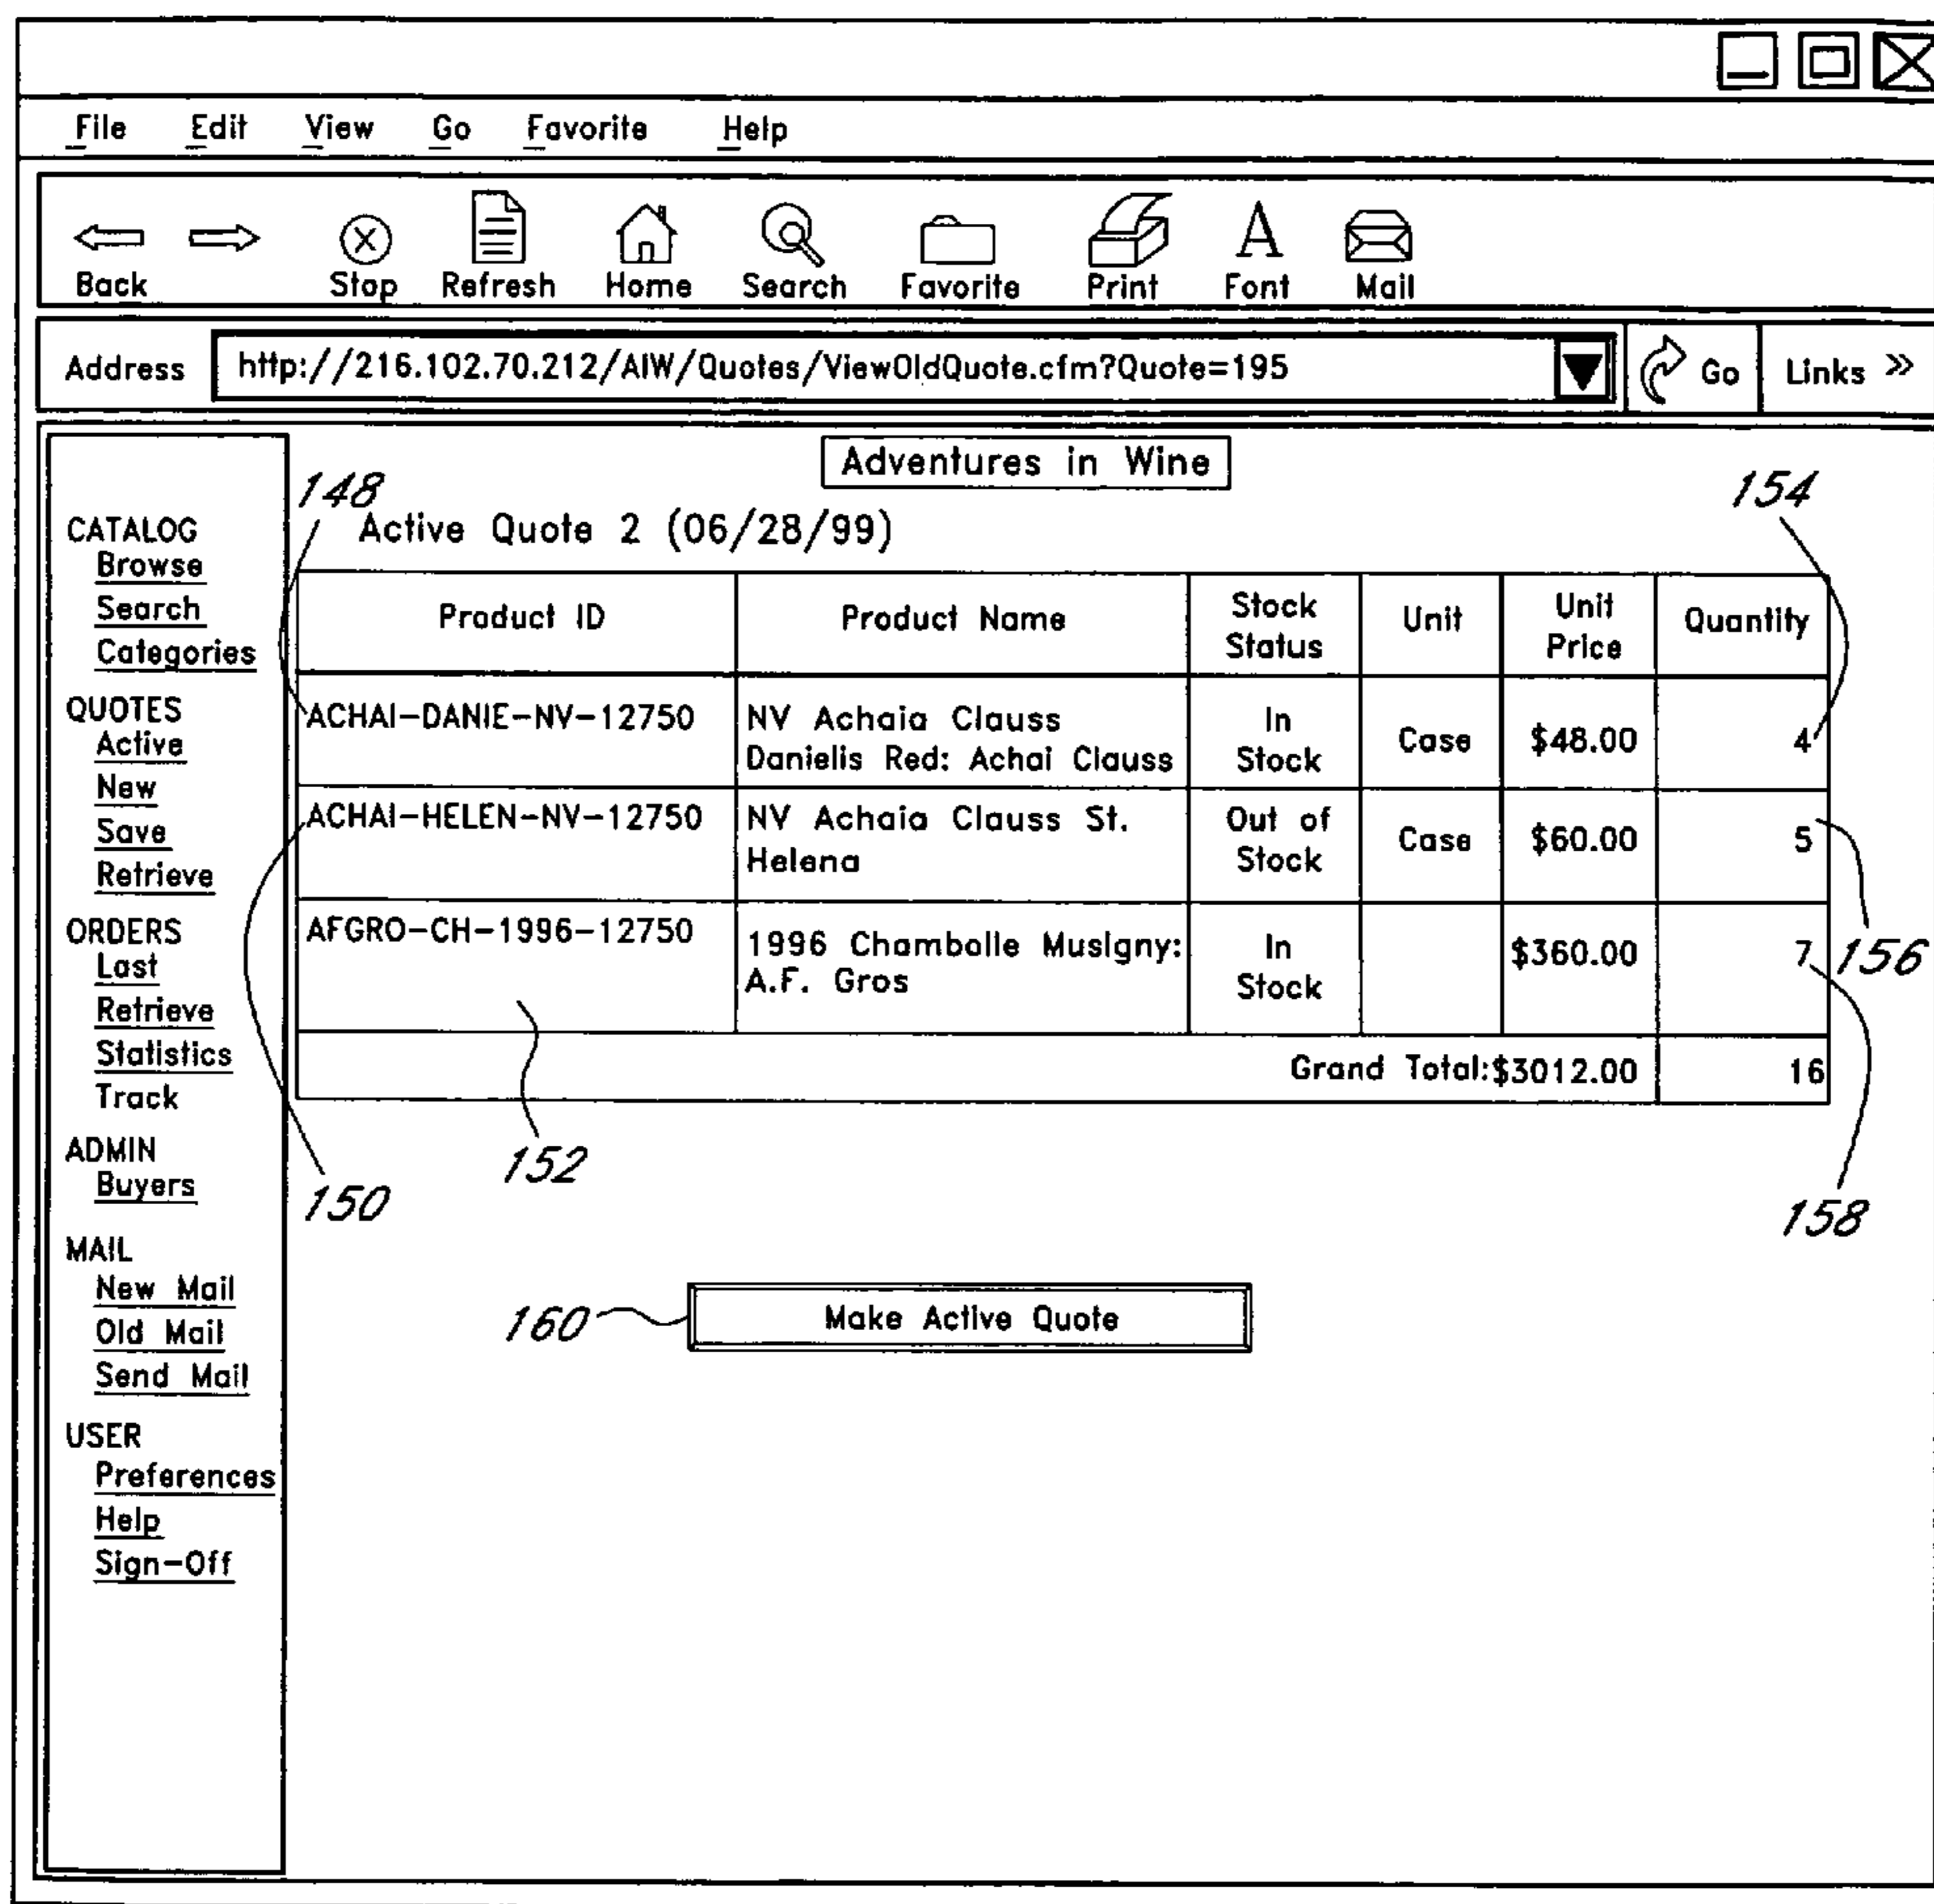 File Edit View Go Favorite Help
Back Stop Refresh Home Search Favorite Print Font Mail
Address http://216.102.70.212/AIW/Quotes/ViewOldQuote.cfm?Quote=195 Go Links »
Adventures in Wine
CATALOG
Browse
Search
Categories
QUOTES
Active
New
Save
Retrieve
ORDERS
Last
Retrieve
Statistics
Track
ADMIN
Buyers
MAIL
New Mail
Old Mail
Send Mail
USER
Preferences
Help
Sign-Off
148
154
Active Quote 2 (06/28/99)
Product ID
Product Name
Stock
Status
Unit
Unit
Price
Quantity
ACHAI-DANIE-NV-12750
NV Achaia Clauss
Danielis Red: Achai Clauss
In
Stock
Case
$48.00
4
ACHAI-HELEN-NV-12750
NV Achaia Clauss St.
Helena
Out of
Stock
Case
$60.00
5
AFGRO-CH-1996-12750
1996 Chambolle Musigny:
A.F. Gros
In
Stock
$360.00
7
156
Grand Total:$3012.00
16
152
150
158
160
Make Active Quote